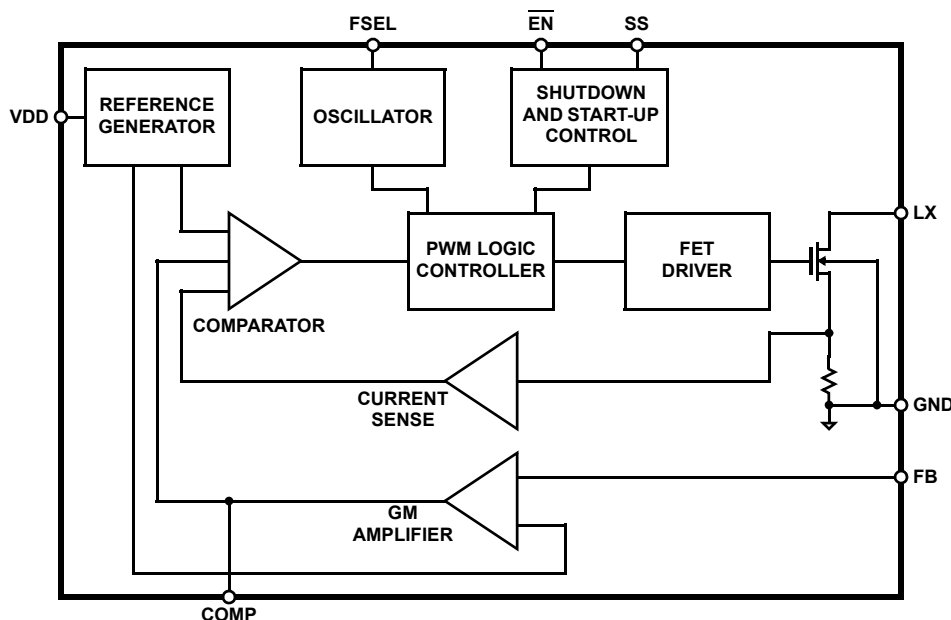 FSEL
EN
SS
VDD
REFERENCE
GENERATOR
OSCILLATOR
SHUTDOWN
AND START-UP
CONTROL
LX
PWM LOGIC
CONTROLLER
FET
DRIVER
COMPARATOR
CURRENT
SENSE
GND
FB
GM
AMPLIFIER
COMP